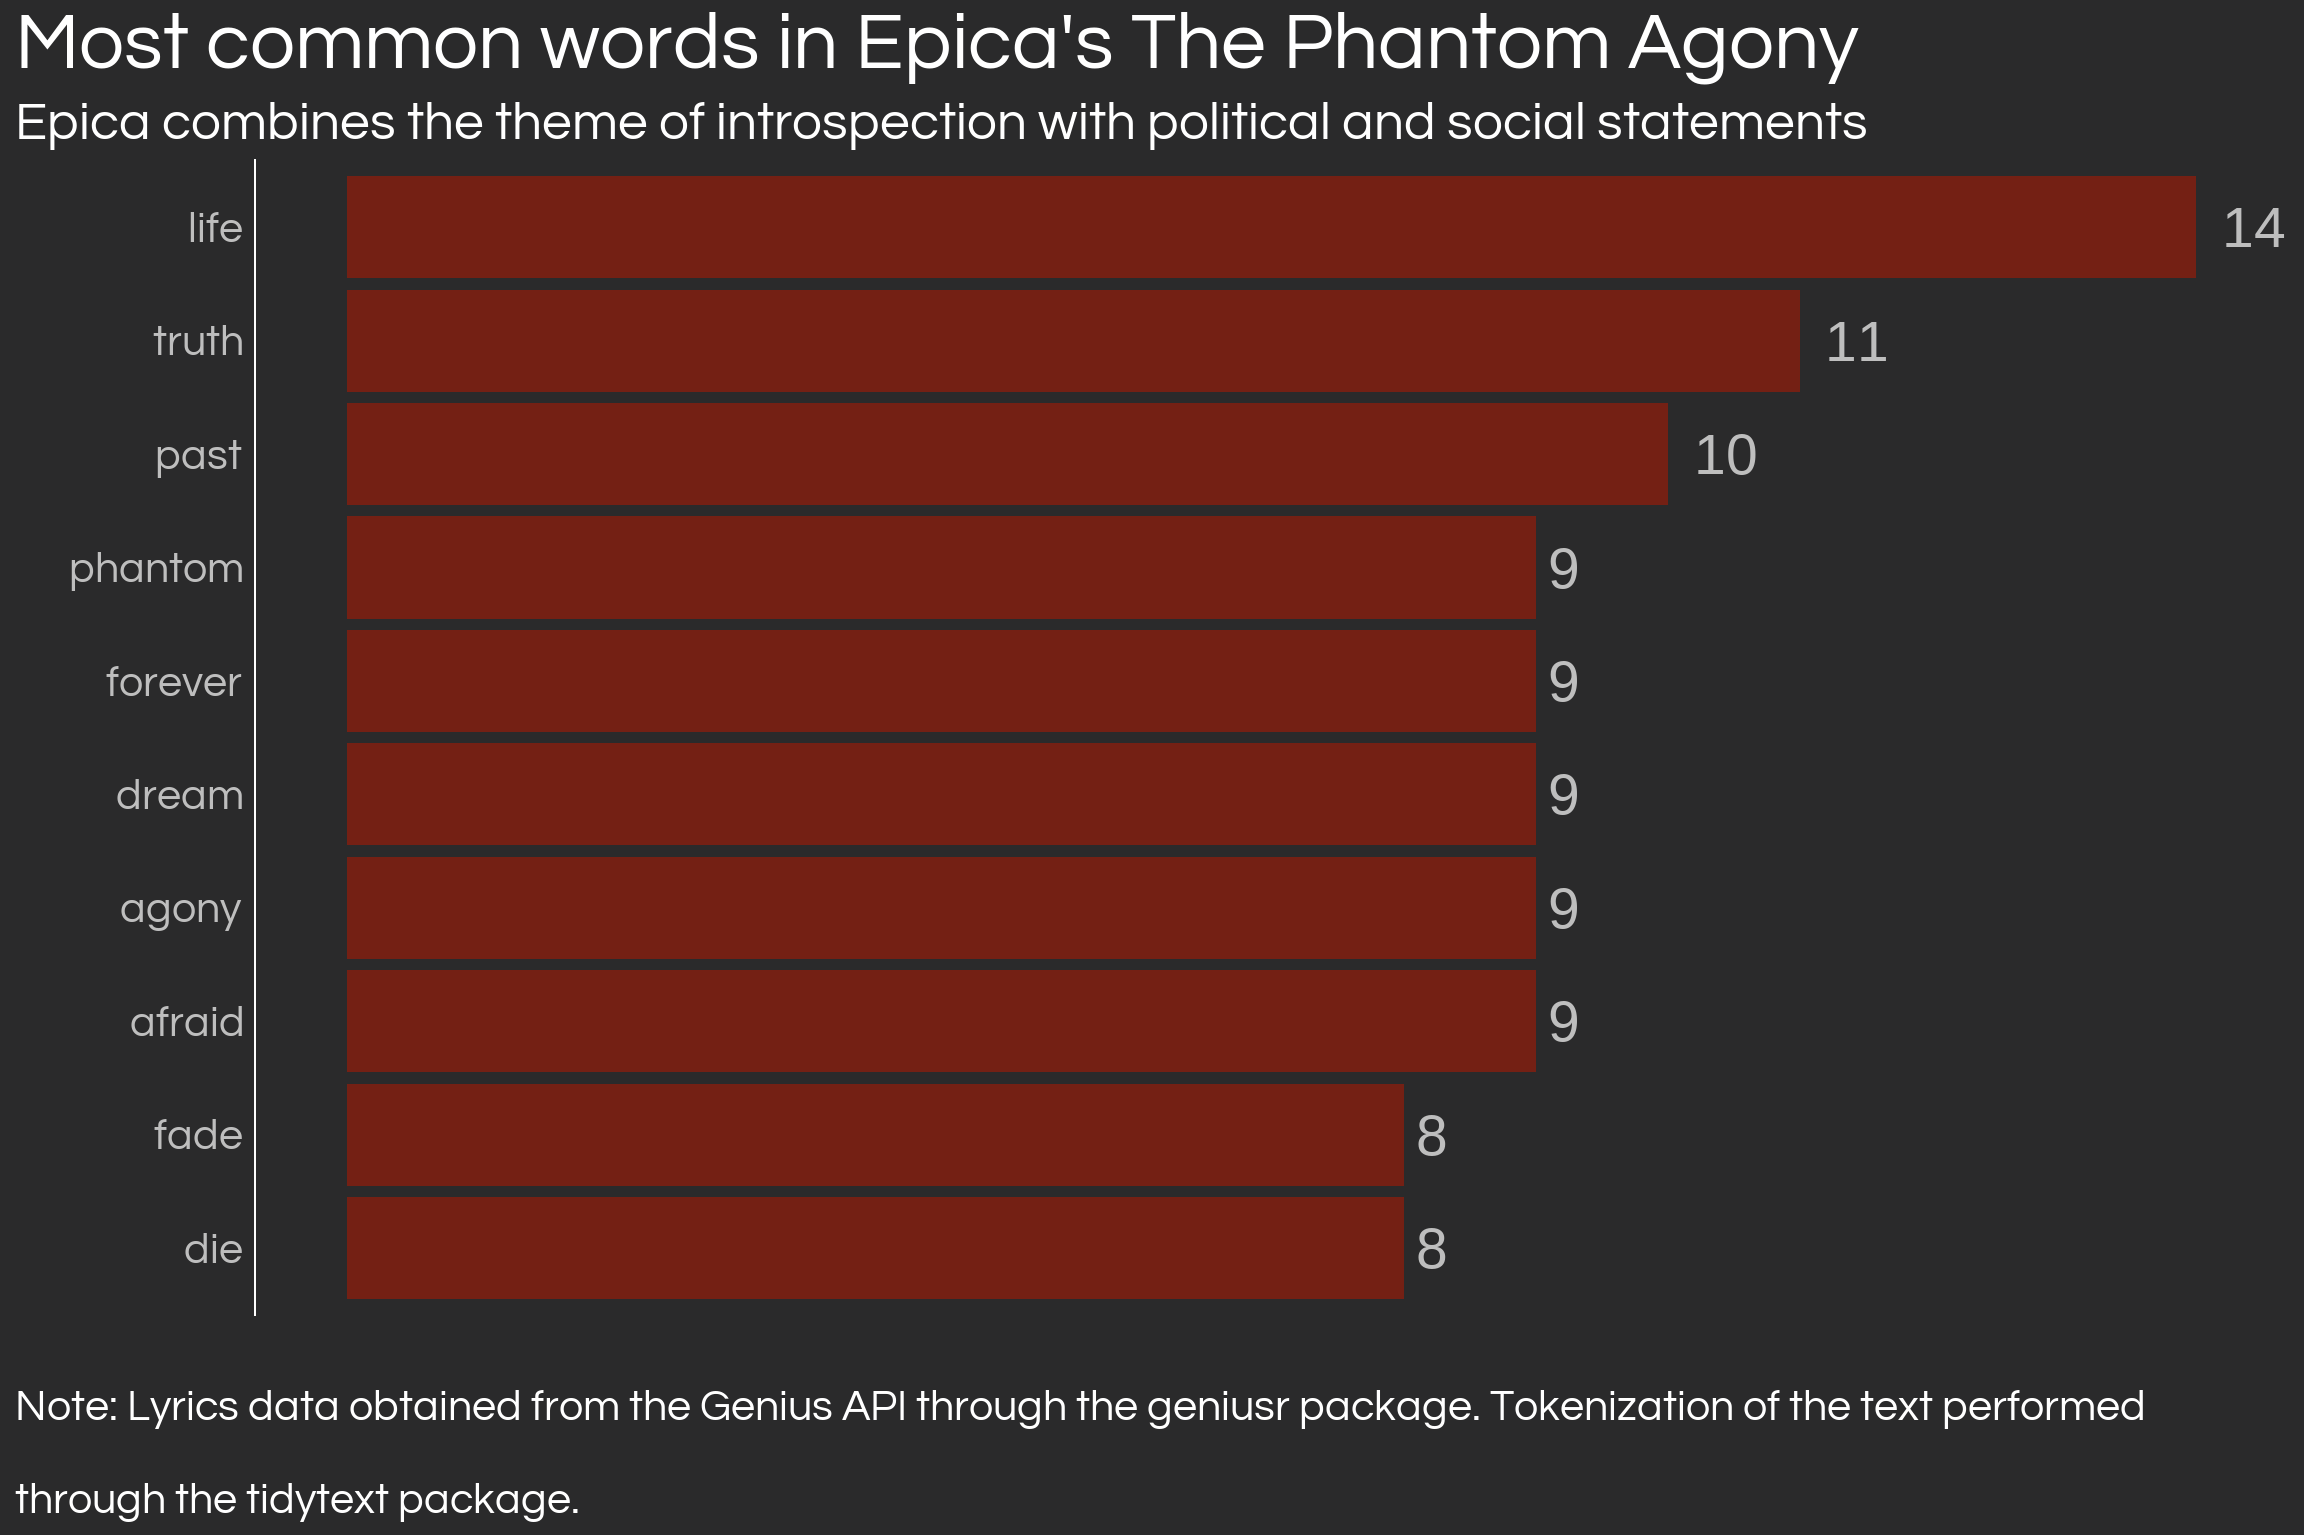 Most common words in Epica's The Phantom Agony
Epica combines the theme of introspection with political and social statements
life 14
truth 11
past 10
phantom 9
forever 9
dream 9
agony 9
afraid 9
fade 8
die 8
Note: Lyrics data obtained from the Genius API through the geniusr package. Tokenization of the text performed
through the tidytext package.